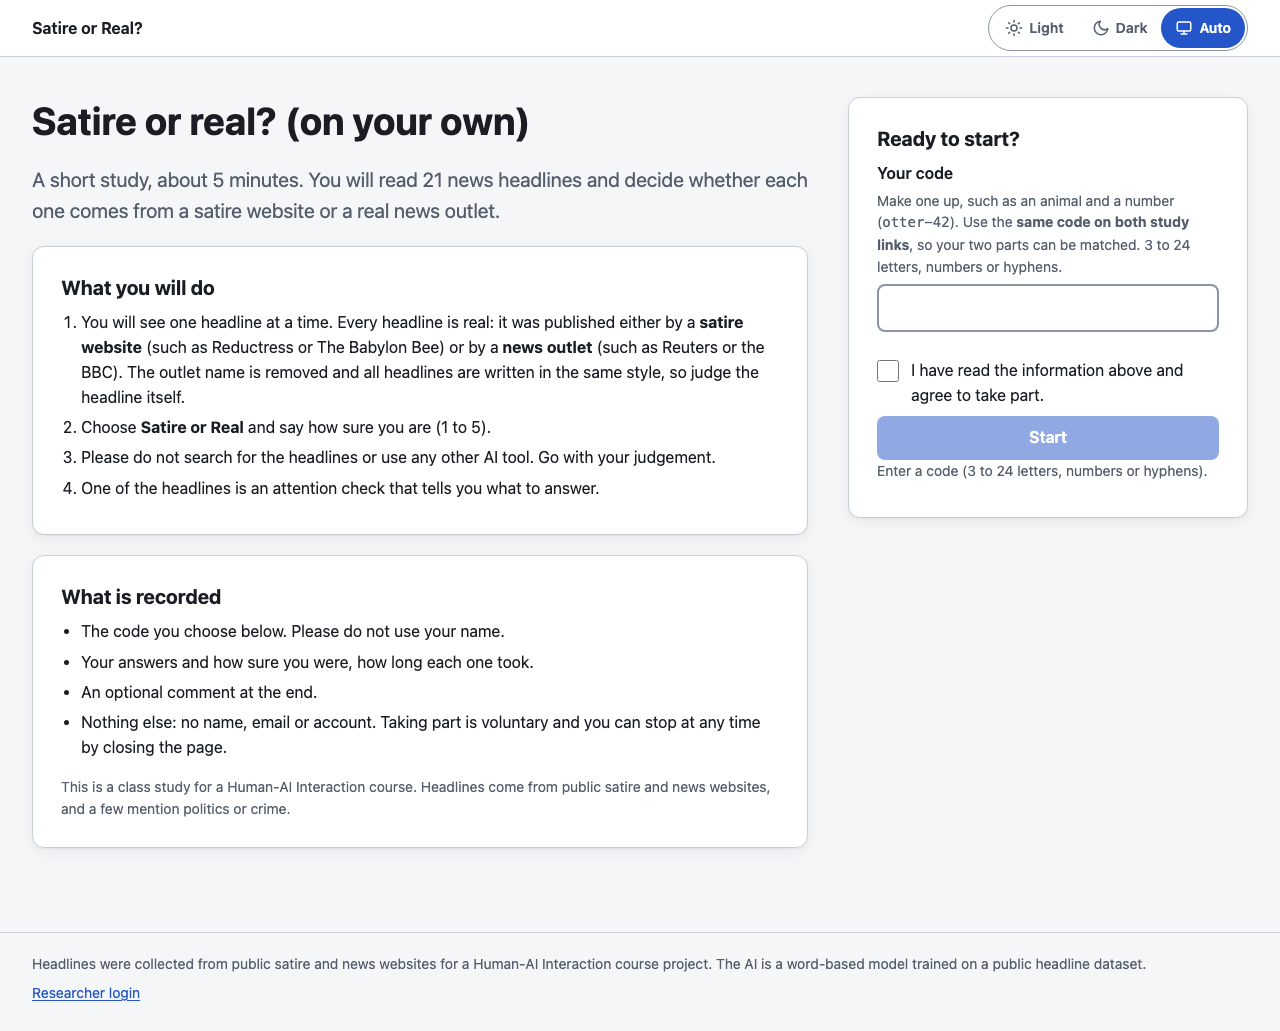 Satire or Real?
Light
Dark
Auto
Satire or real? (on your own)
A short study, about 5 minutes. You will read 21 news headlines and decide whether each
one comes from a satire website or a real news outlet.
What you will do
1. You will see one headline at a time. Every headline is real: it was published either by a satire
website (such as Reductress or The Babylon Bee) or by a news outlet (such as Reuters or the
BBC). The outlet name is removed and all headlines are written in the same style, so judge the
headline itself.
2. Choose Satire or Real and say how sure you are (1 to 5).
3. Please do not search for the headlines or use any other AI tool. Go with your judgement.
4. One of the headlines is an attention check that tells you what to answer.
What is recorded
• The code you choose below. Please do not use your name.
• Your answers and how sure you were, how long each one took.
• An optional comment at the end.
• Nothing else: no name, email or account. Taking part is voluntary and you can stop at any time
by closing the page.
This is a class study for a Human-AI Interaction course. Headlines come from public satire and news websites,
and a few mention politics or crime.
Ready to start?
Your code
Make one up, such as an animal and a number
(otter-42). Use the same code on both study
links, so your two parts can be matched. 3 to 24
letters, numbers or hyphens.
I have read the information above and
agree to take part.
Start
Enter a code (3 to 24 letters, numbers or hyphens).
Headlines were collected from public satire and news websites for a Human-AI Interaction course project. The AI is a word-based model trained on a public headline dataset.
Researcher login